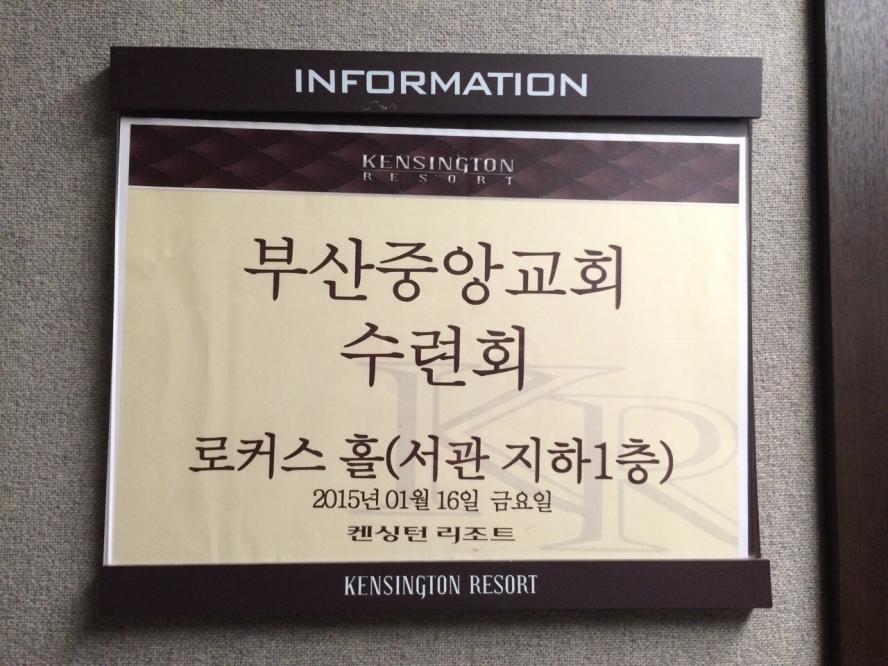 INFORMATION
KENSINGTON
RESORT
부산중앙교회
수련회
로커스 홀(서관 지하1층)
2015년 01월 16일 금요일
켄싱턴 리조트
KR
KENSINGTON RESORT